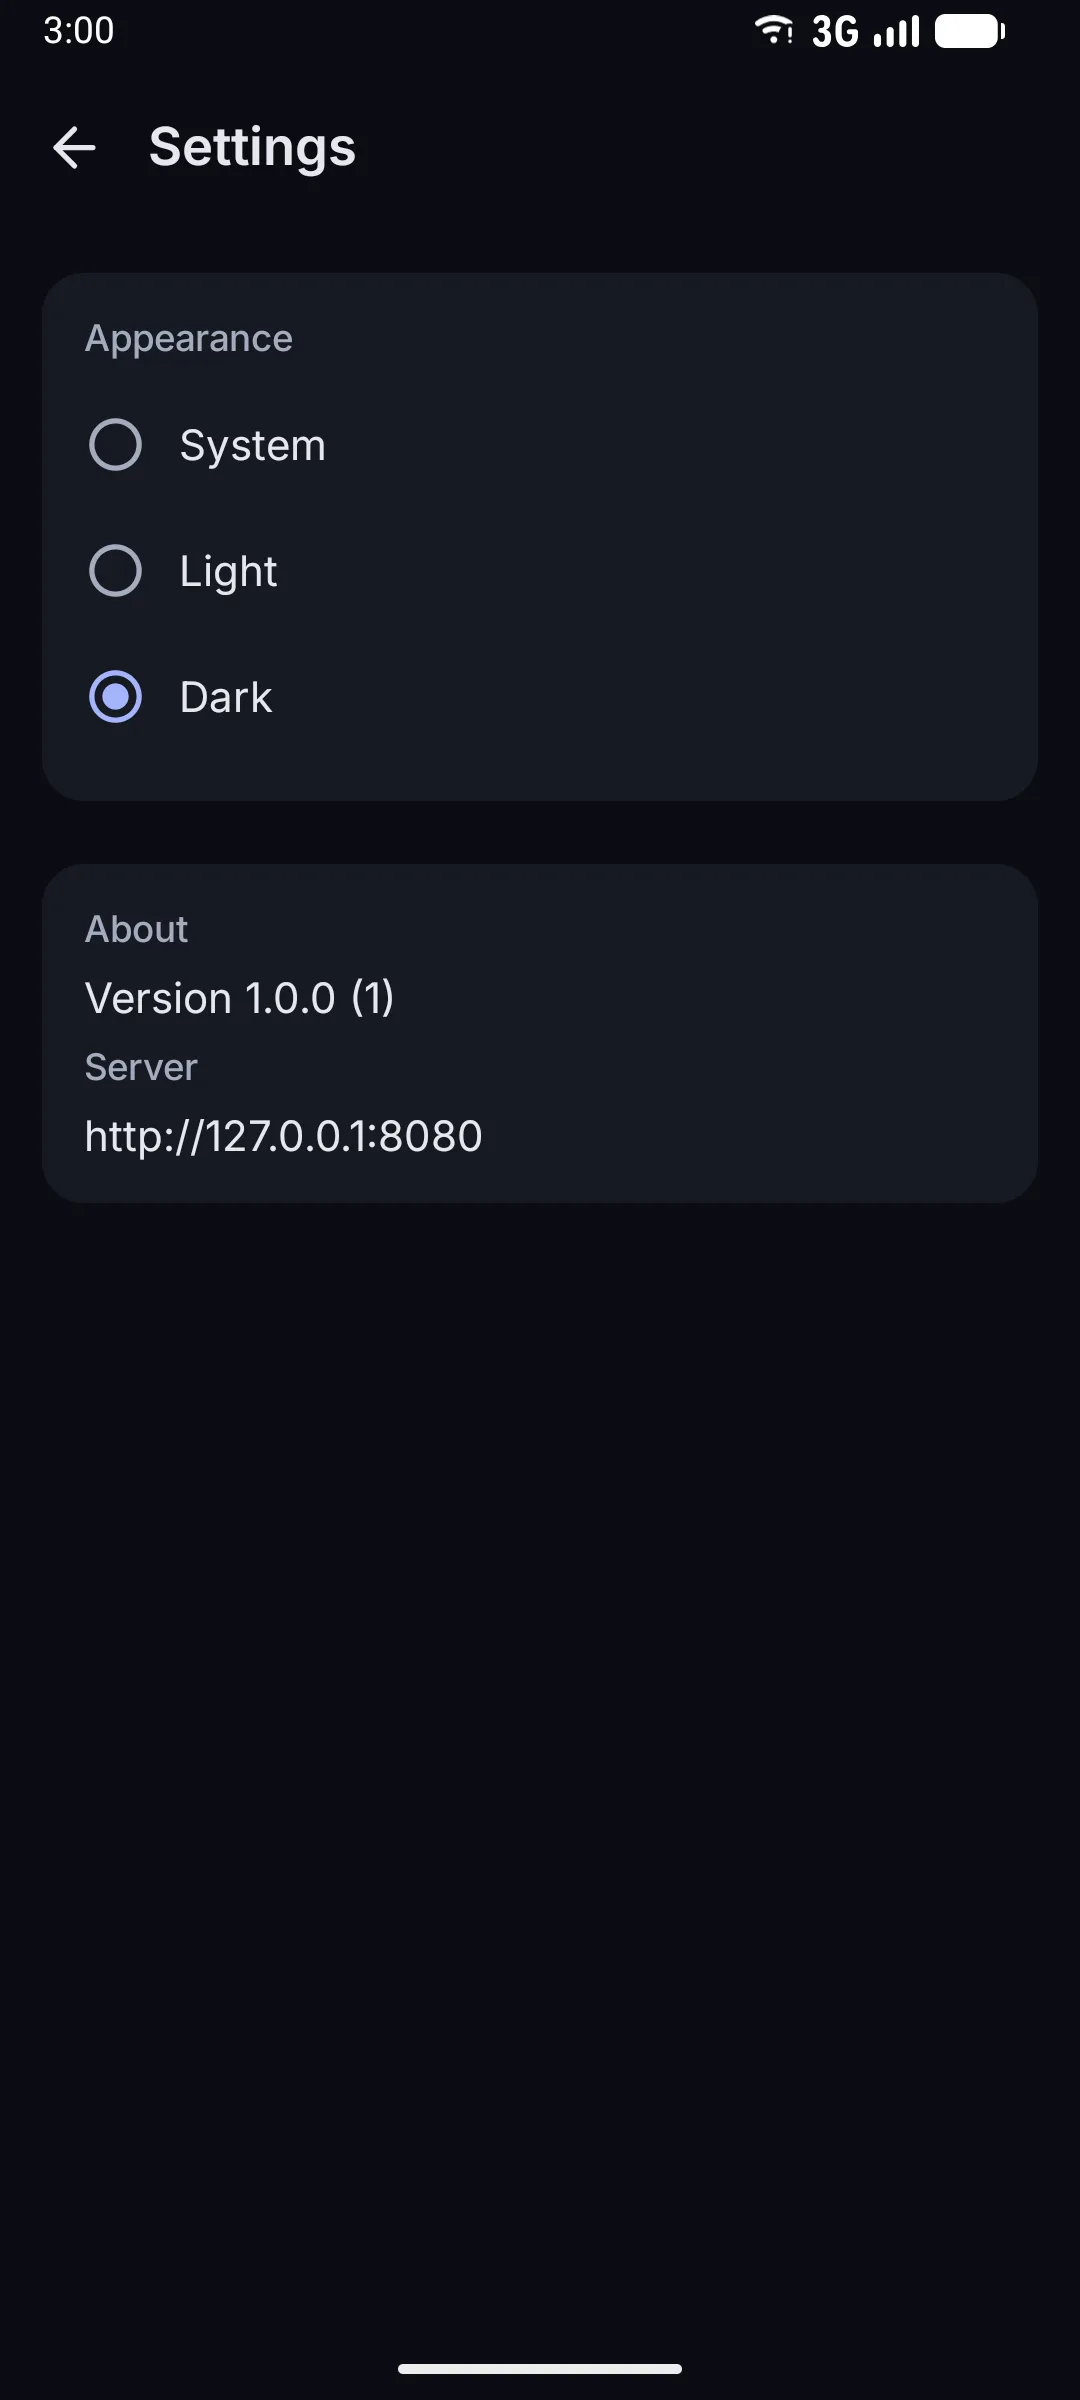 3:00
3G
Settings
Appearance
System
Light
Dark
About
Version 1.0.0 (1)
Server
http://127.0.0.1:8080